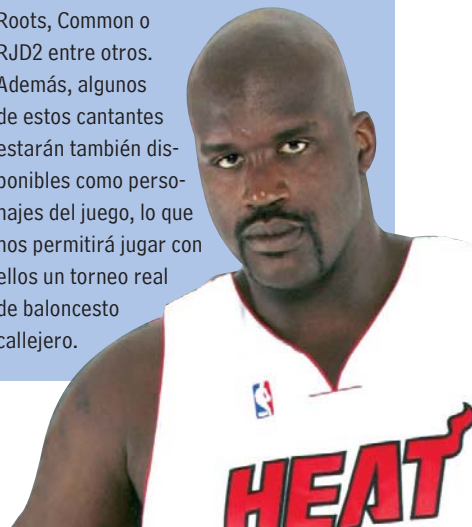 Roots, Common o
RJD2 entre otros.
Además, algunos
de estos cantantes
estarán también dis-
ponibles como perso-
najes del juego, lo que
nos permitirá jugar con
ellos un torneo real
de baloncesto
callejero.
HEAT